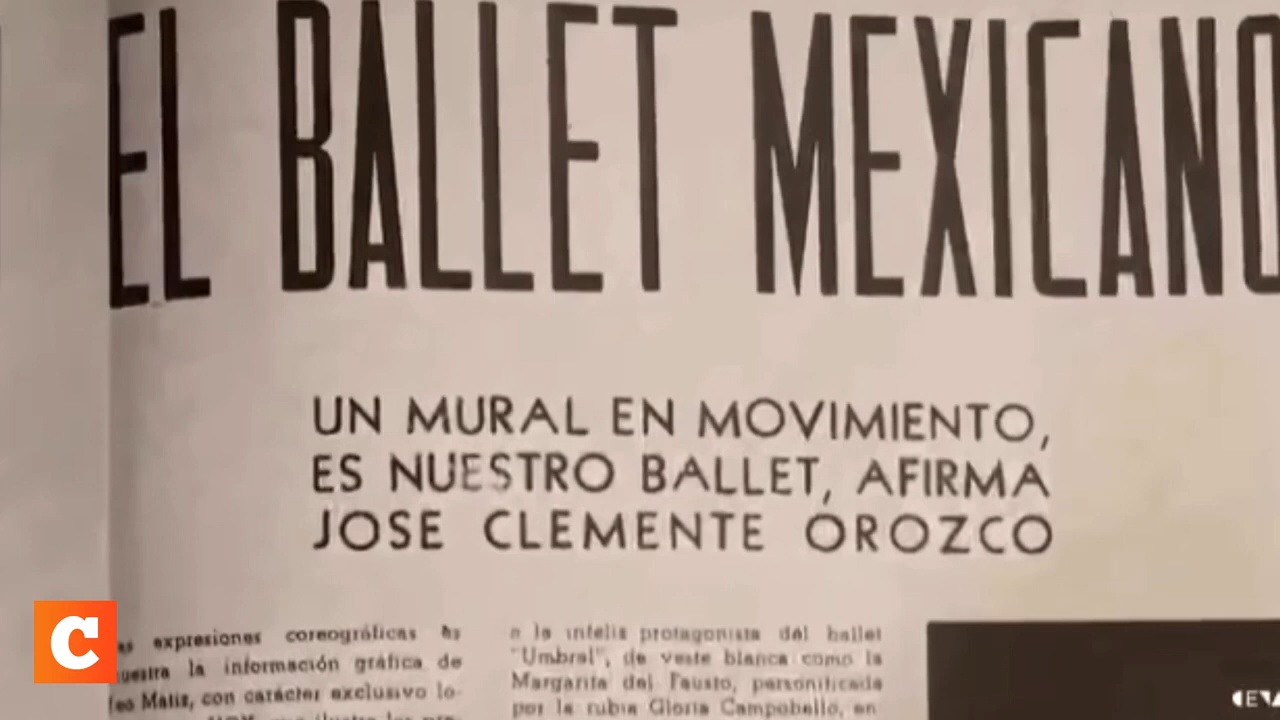 EL BALLET MEXICANO
UN MURAL EN MOVIMIENTO,
ES NUESTRO BALLET, AFIRMA
JOSE CLEMENTE OROZCO
expresiones coreográficas
la información gráfica de
Matiz, con carácter exclusivo lo-
a la infeliz protagonista del ballet
"Umbral", de veste blanca como la
Margarita del Fausto, personificada
por la rubia Gloria Campobello, en
C